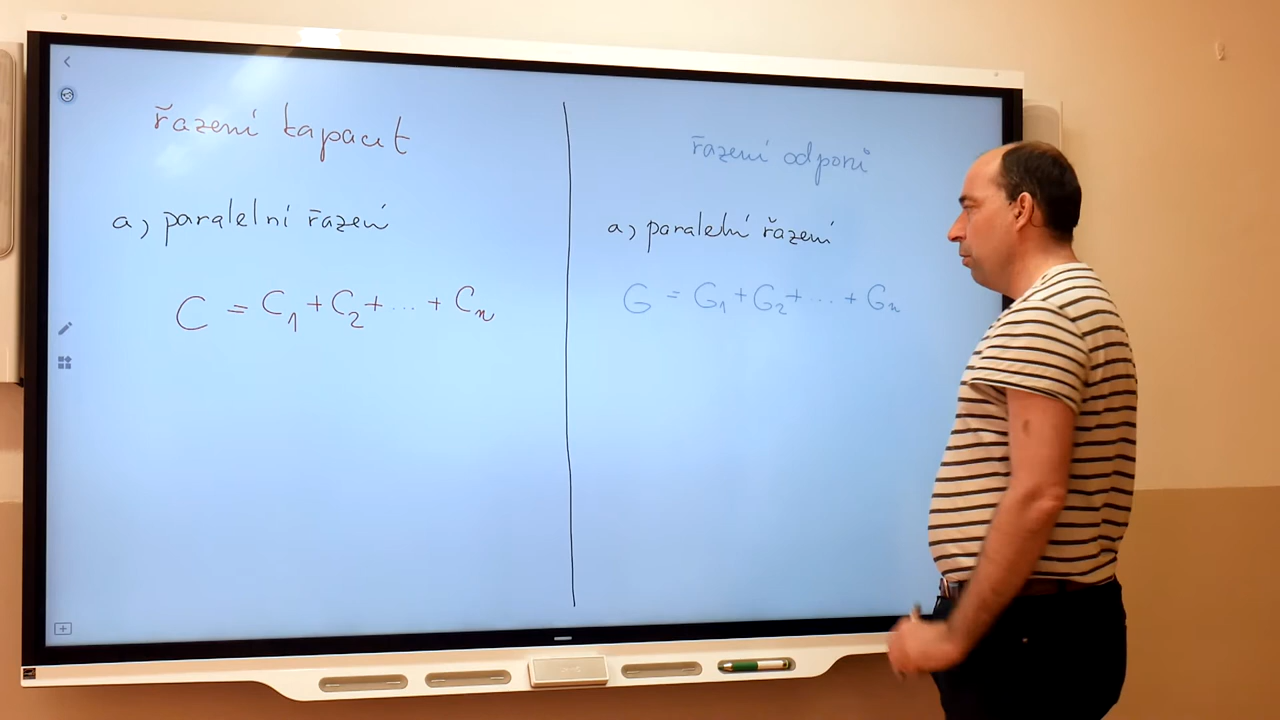 řazení kapacit
a, paralelní řazení
C = C₁ + C₂ + ... + Cₙ
řazení odporů
a, paralelní řazení
G = G₁ + G₂ + ... + Gₙ